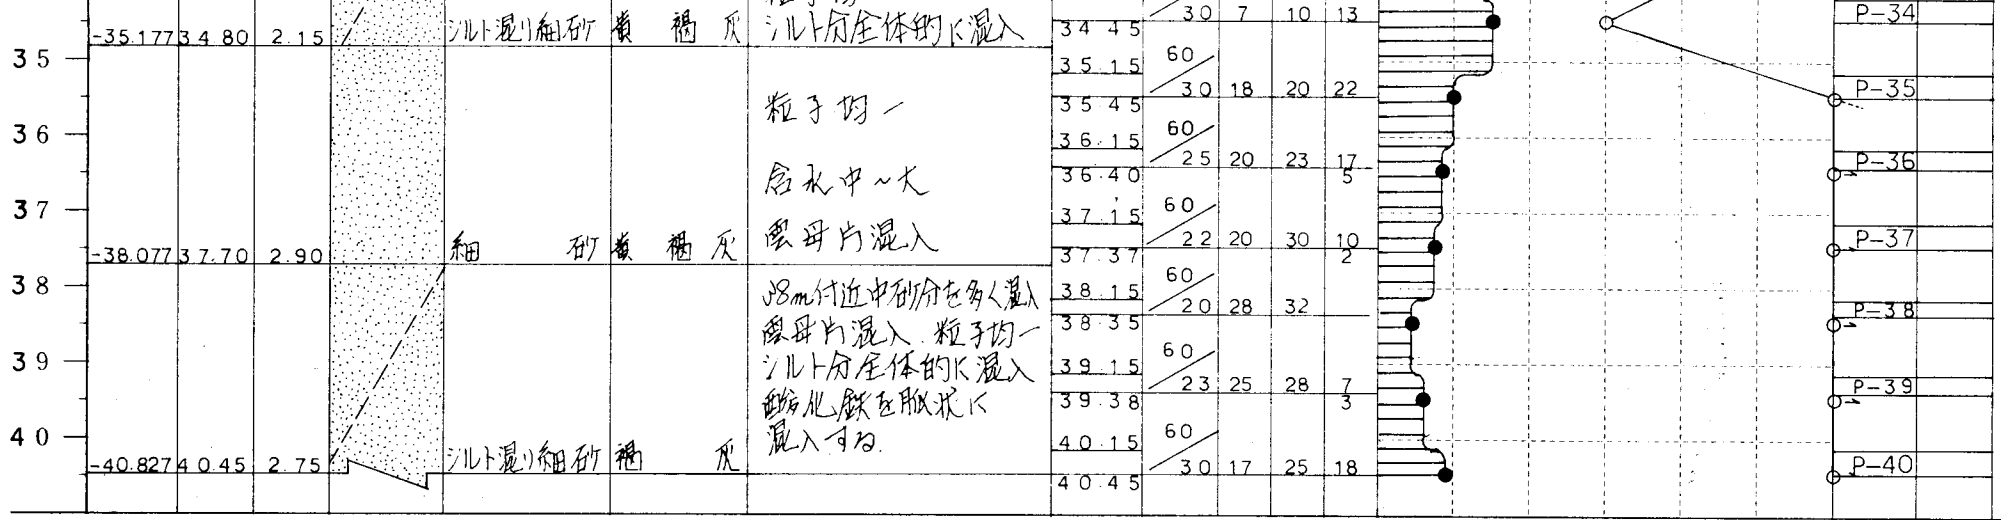 シルト分全体的に混入
30 7 10 13
P-34
-35.177 34.80 2.15 シルト混り細砂 黄褐灰
34.45
35
35.15 60
30 18 20 22
P-35
35.45
粒子均一
36
36.15 60
25 20 23 17
5
P-36
36.40
含水中~大
37
37.15 60
22 20 30 10
2
P-37
雲母片混入
-38.077 37.70 2.90 細砂 黄褐灰
37.37
38
38.15 60
20 28 32
P-38
38m付近中砂分を多く混入
38.35
雲母片混入.粒子均一
39
39.15 60
シルト分全体的に混入
23 25 28 7
3
P-39
39.38
酸化鉄を脈状に
混入する.
40
40.15 60
30 17 25 18
P-40
-40.827 40.45 2.75 シルト混り細砂 褐灰
40.45